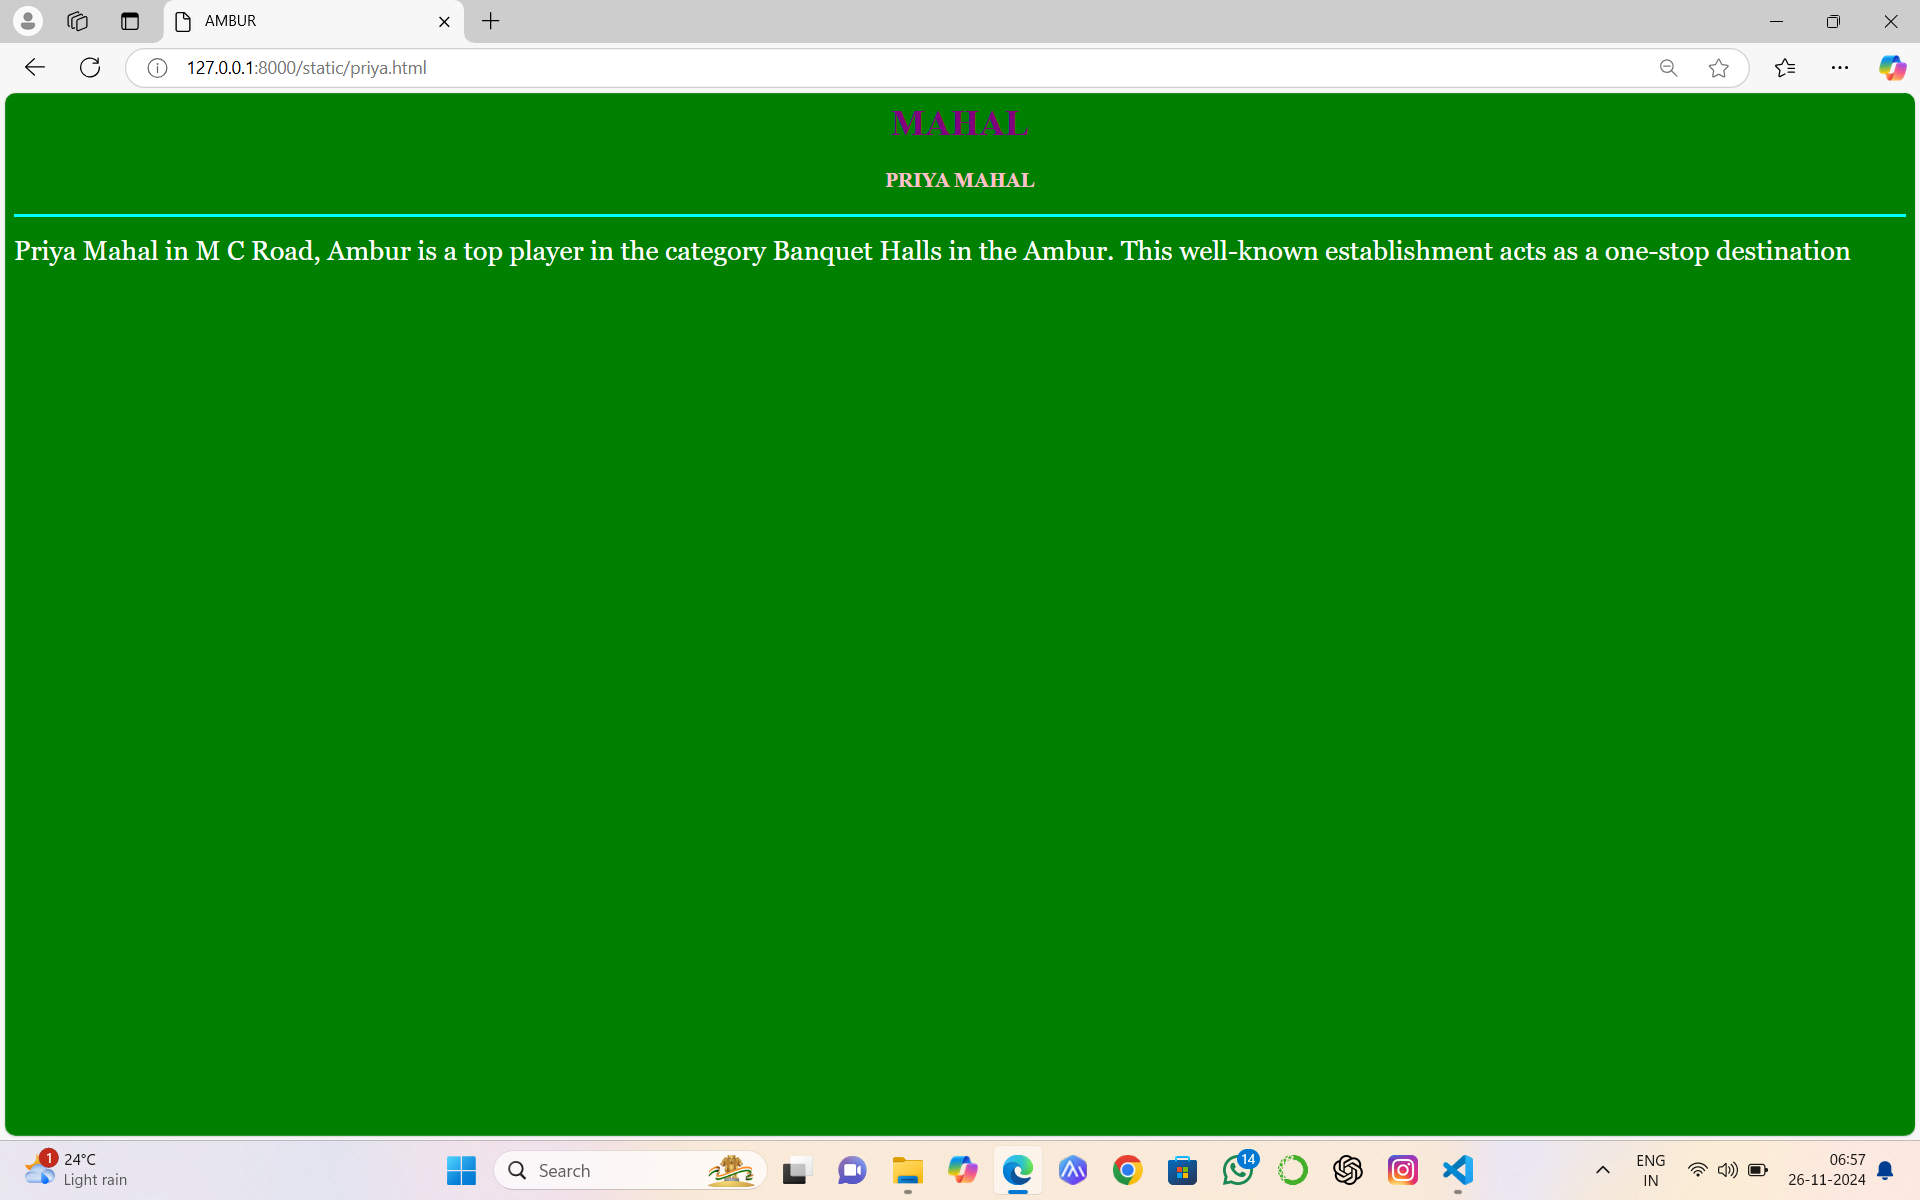 AMBUR
127.0.0.1:8000/static/priya.html
MAHAL
PRIYA MAHAL
Priya Mahal in M C Road, Ambur is a top player in the category Banquet Halls in the Ambur. This well-known establishment acts as a one-stop destination
1
24°C
Light rain
Search
14
ENG
IN
06:57
26-11-2024